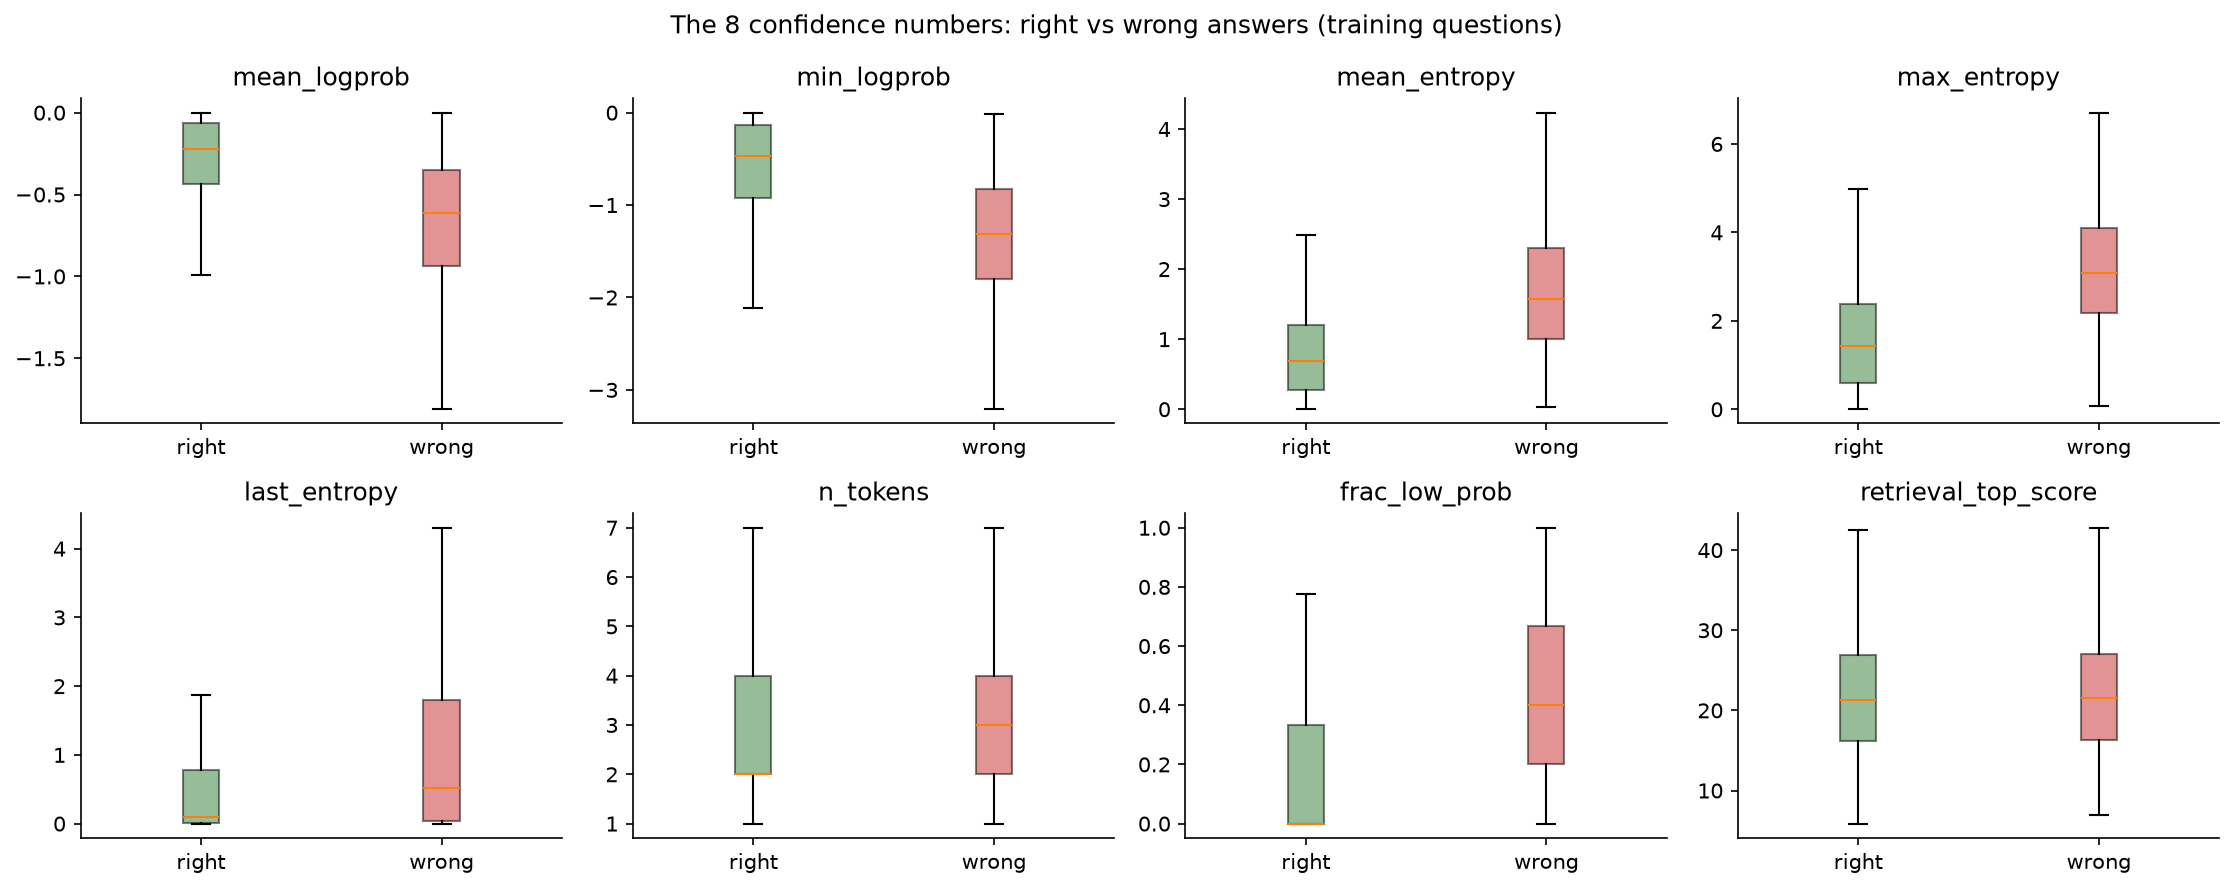 The 8 confidence numbers: right vs wrong answers (training questions)
mean_logprob
0.0
−0.5
−1.0
−1.5
right wrong
min_logprob
0
−1
−2
−3
right wrong
mean_entropy
4
3
2
1
0
right wrong
max_entropy
6
4
2
0
right wrong
last_entropy
4
3
2
1
0
right wrong
n_tokens
7
6
5
4
3
2
1
right wrong
frac_low_prob
1.0
0.8
0.6
0.4
0.2
0.0
right wrong
retrieval_top_score
40
30
20
10
right wrong